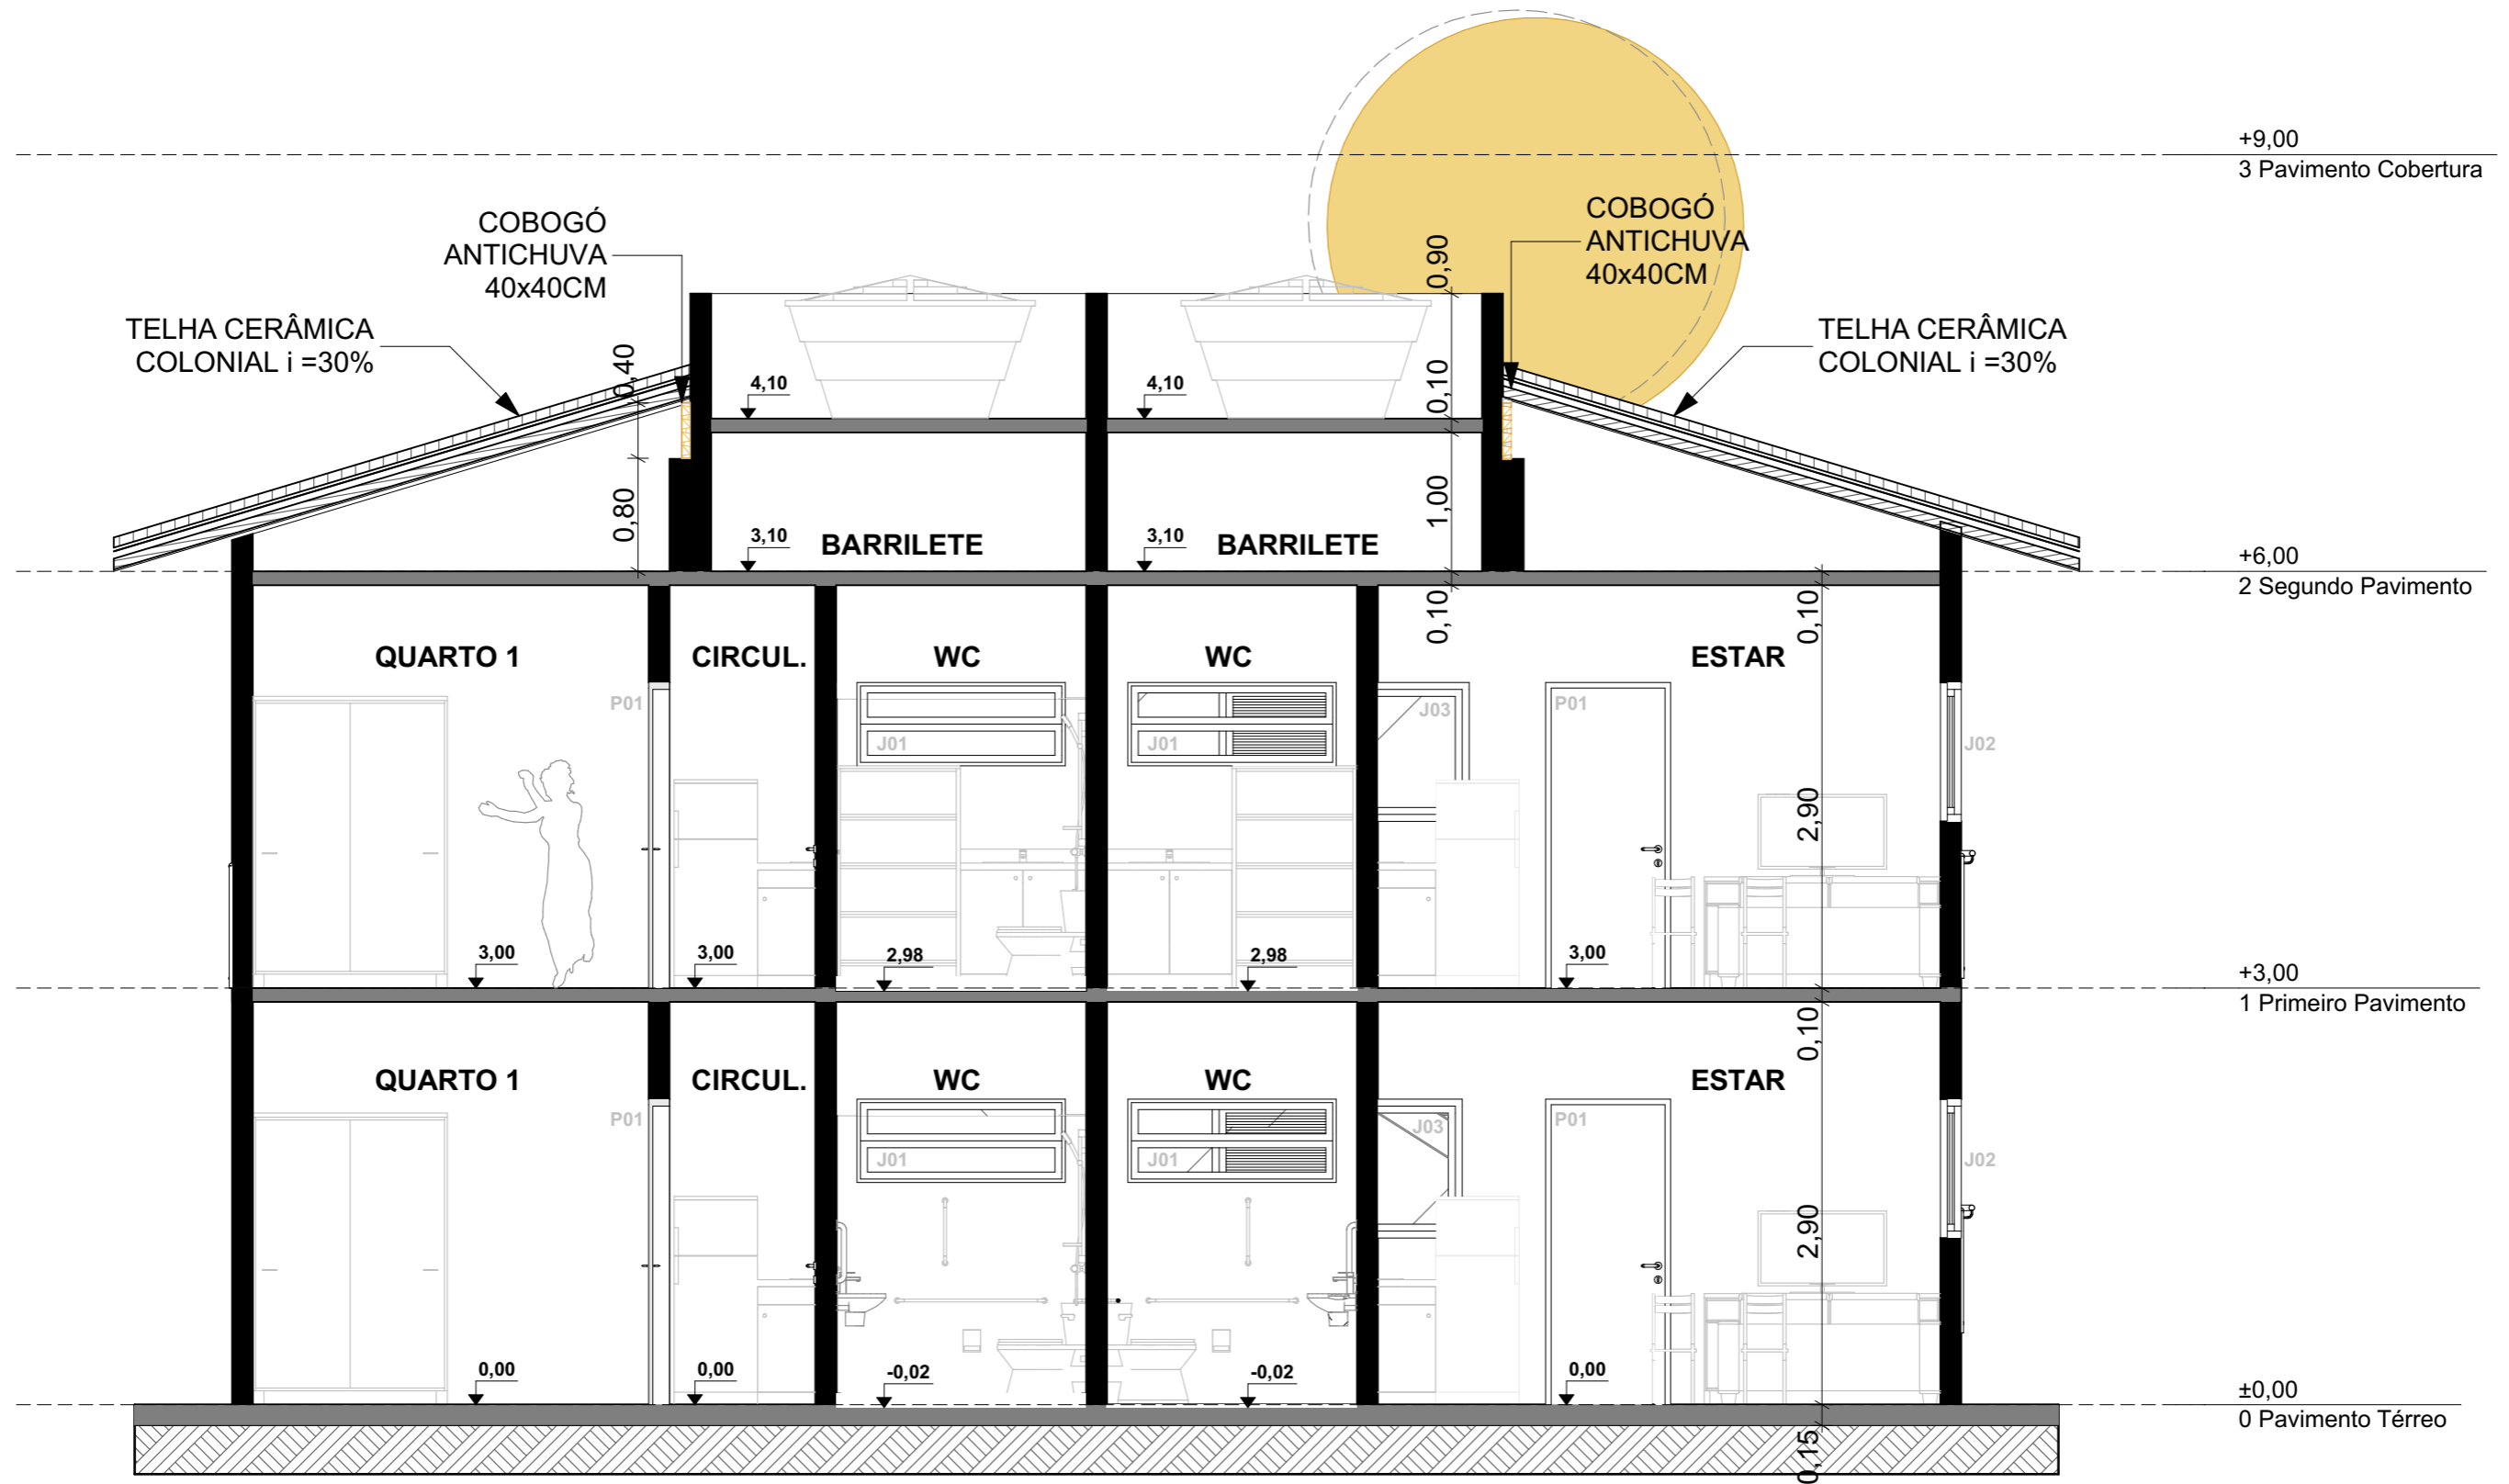 +9,00
3 Pavimento Cobertura
COBOGÓ
ANTICHUVA
40x40CM
COBOGÓ
ANTICHUVA
40x40CM
0,90
TELHA CERÂMICA
COLONIAL i =30%
TELHA CERÂMICA
COLONIAL i =30%
0,40
4,10
4,10
0,10
0,80
1,00
3,10
BARRILETE
3,10
BARRILETE
+6,00
2 Segundo Pavimento
0,10
0,10
QUARTO 1
CIRCUL.
WC
WC
ESTAR
P01
J03
P01
J01
J01
J02
2,90
3,00
3,00
2,98
2,98
3,00
+3,00
1 Primeiro Pavimento
0,10
QUARTO 1
CIRCUL.
WC
WC
ESTAR
P01
J03
P01
J01
J01
J02
2,90
0,00
0,00
-0,02
-0,02
0,00
±0,00
0 Pavimento Térreo
0,15